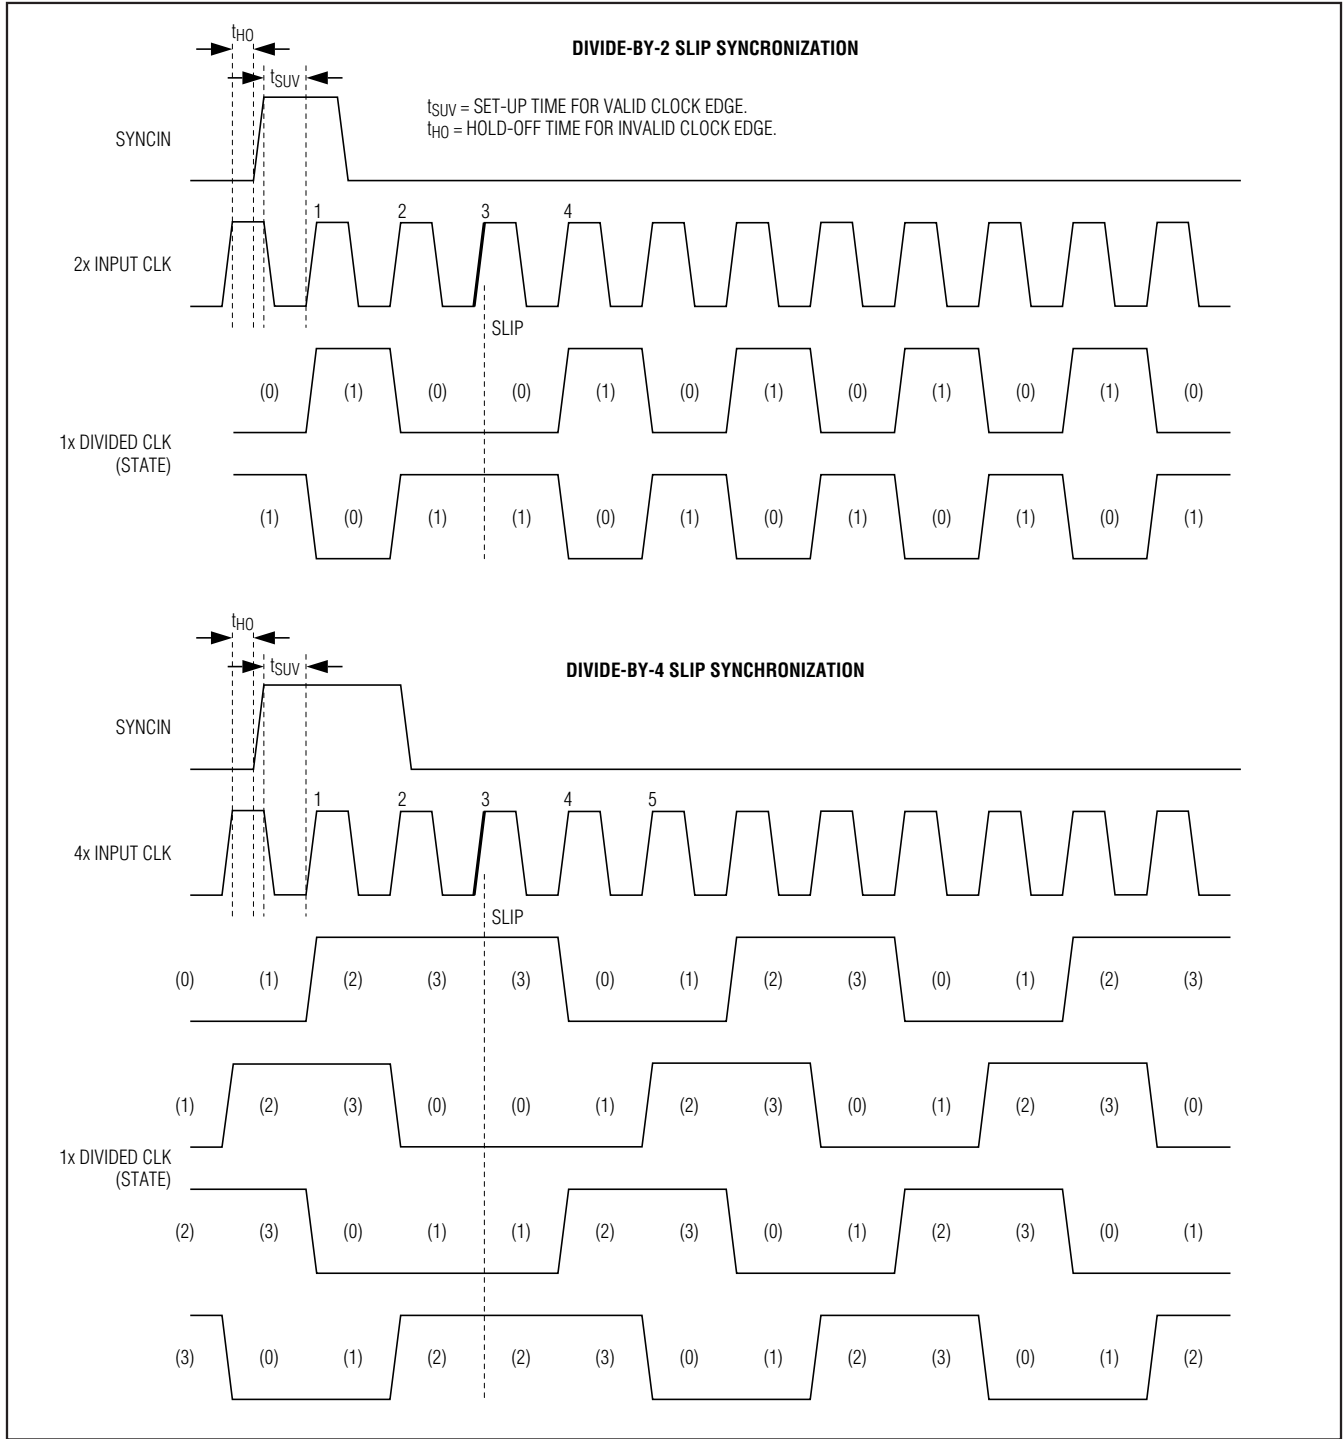 tHO
DIVIDE-BY-2 SLIP SYNCRONIZATION
tSUV
tSUV = SET-UP TIME FOR VALID CLOCK EDGE.
tHO = HOLD-OFF TIME FOR INVALID CLOCK EDGE.
SYNCIN
1 2 3 4
2x INPUT CLK
SLIP
(0) (1) (0) (0) (1) (0) (1) (0) (1) (0) (1) (0)
1x DIVIDED CLK
(STATE)
(1) (0) (1) (1) (0) (1) (0) (1) (0) (1) (0) (1)
tHO
tSUV
DIVIDE-BY-4 SLIP SYNCHRONIZATION
SYNCIN
1 2 3 4 5
4x INPUT CLK
SLIP
(0) (1) (2) (3) (3) (0) (1) (2) (3) (0) (1) (2) (3)
(1) (2) (3) (0) (0) (1) (2) (3) (0) (1) (2) (3) (0)
1x DIVIDED CLK
(STATE)
(2) (3) (0) (1) (1) (2) (3) (0) (1) (2) (3) (0) (1)
(3) (0) (1) (2) (2) (3) (0) (1) (2) (3) (0) (1) (2)